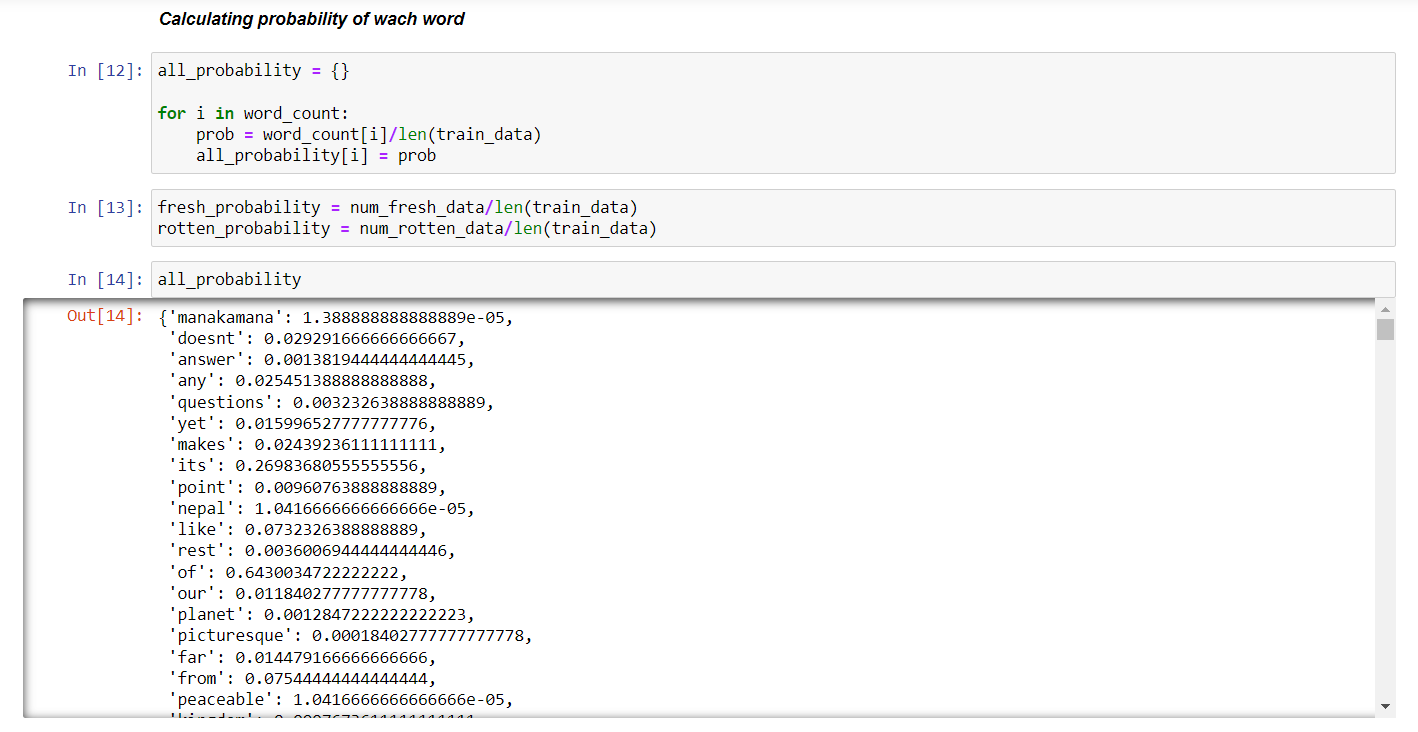 Calculating probability of wach word
In [12]: all_probability = {}
for i in word_count:
prob = word_count[i]/len(train_data)
all_probability[i] = prob
In [13]: fresh_probability = num_fresh_data/len(train_data)
rotten_probability = num_rotten_data/len(train_data)
In [14]: all_probability
Out[14]: {'manakamana': 1.388888888888889e-05,
'doesnt': 0.029291666666666667,
'answer': 0.0013819444444444445,
'any': 0.025451388888888888,
'questions': 0.003232638888888889,
'yet': 0.015996527777777776,
'makes': 0.02439236111111111,
'its': 0.26983680555555556,
'point': 0.00960763888888889,
'nepal': 1.0416666666666666e-05,
'like': 0.0732326388888889,
'rest': 0.0036006944444444446,
'of': 0.6430034722222222,
'our': 0.011840277777777778,
'planet': 0.0012847222222222223,
'picturesque': 0.00018402777777777778,
'far': 0.014479166666666666,
'from': 0.07544444444444444,
'peaceable': 1.0416666666666666e-05,